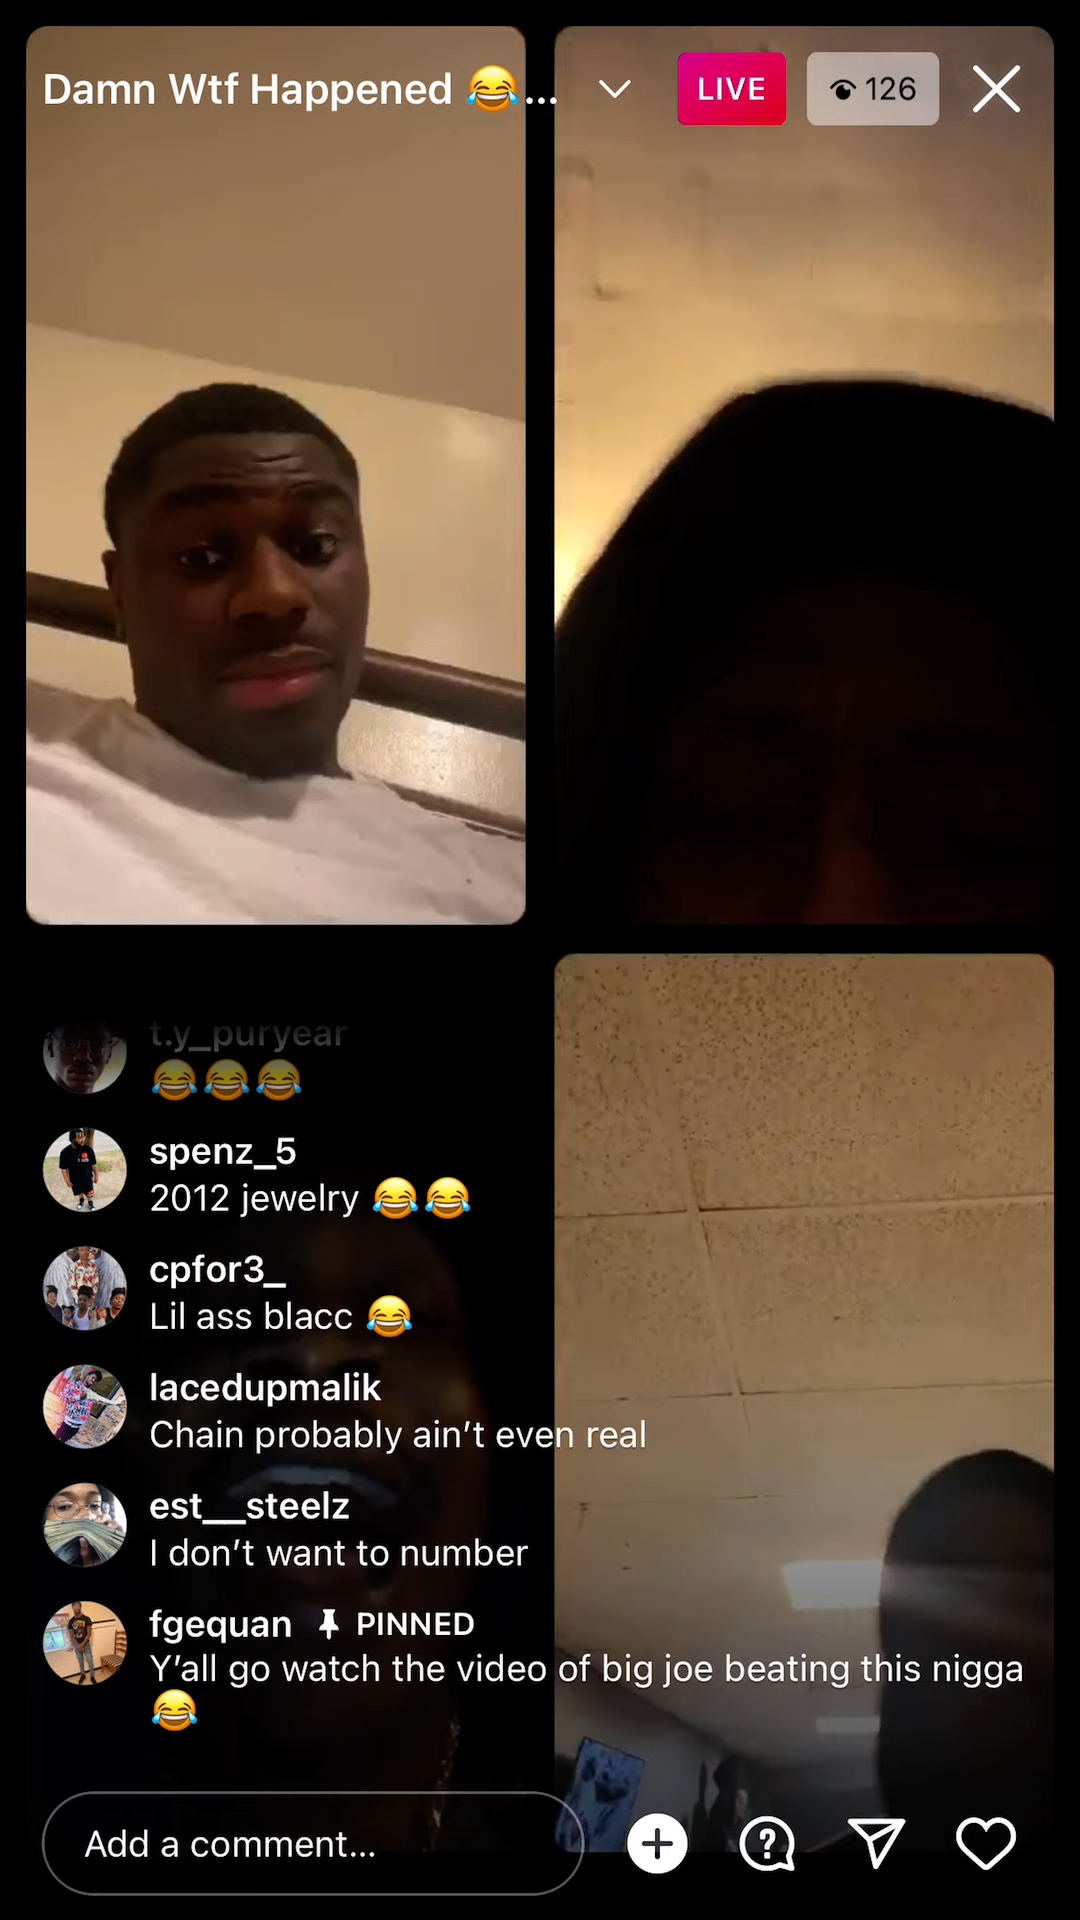 Damn Wtf Happened 😂...
LIVE
126
t.y_puryear
😂😂😂
spenz_5
2012 jewelry 😂😂
cpfor3_
Lil ass blacc 😂
lacedupmalik
Chain probably ain't even real
est__steelz
I don't want to number
fgequan PINNED
Y'all go watch the video of big joe beating this nigga
😂
Add a comment...